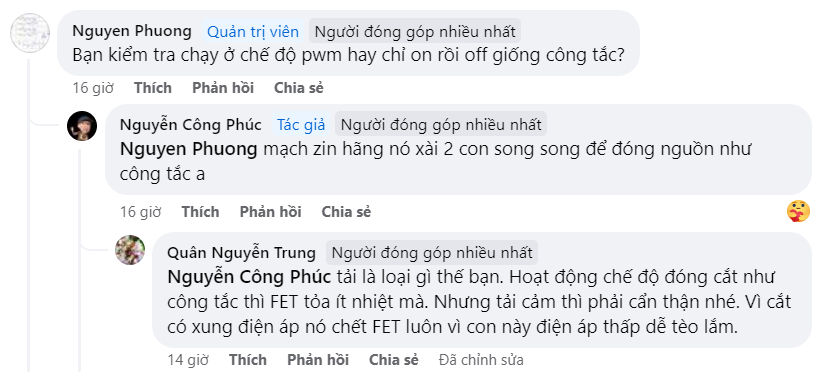 Nguyen Phuong Quản trị viên Người đóng góp nhiều nhất
Bạn kiểm tra chạy ở chế độ pwm hay chỉ on rồi off giống công tắc?
16 giờ Thích Phản hồi Chia sẻ
Nguyễn Công Phúc Tác giả Người đóng góp nhiều nhất
Nguyen Phuong mạch zin hãng nó xài 2 con song song để đóng nguồn như
công tắc a
16 giờ Thích Phản hồi Chia sẻ
Quân Nguyễn Trung Người đóng góp nhiều nhất
Nguyễn Công Phúc tải là loại gì thế bạn. Hoạt động chế độ đóng cắt như
công tắc thì FET tỏa ít nhiệt mà. Nhưng tải cảm thì phải cẩn thận nhé. Vì cắt
có xung điện áp nó chết FET luôn vì con này điện áp thấp dễ tèo lắm.
14 giờ Thích Phản hồi Chia sẻ Đã chỉnh sửa